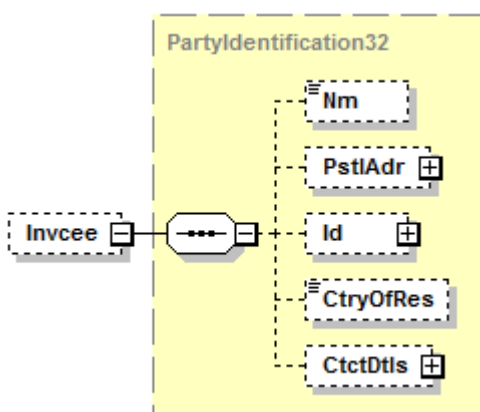 PartyIdentification32
Nm
PstlAdr
Invcee
Id
CtryOfRes
CtctDtls